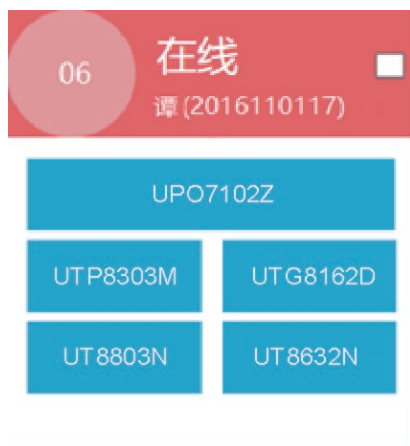 06
在线
谭(2016110117)
UPO7102Z
UTP8303M
UTG8162D
UT8803N
UT8632N